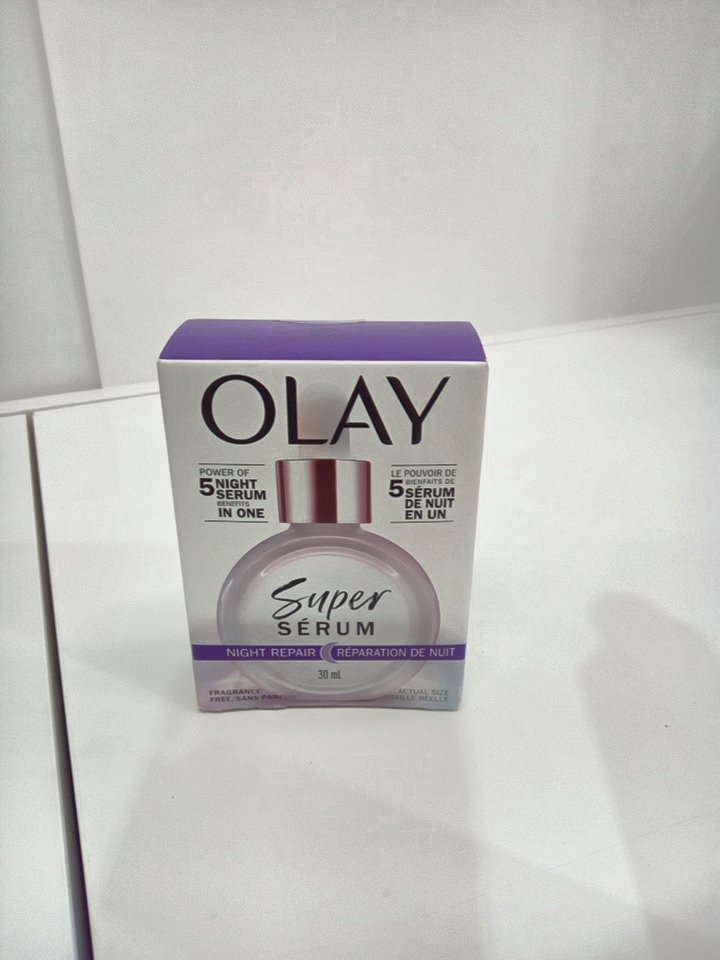 OLAY
POWER OF
5 NIGHT
SERUM
BENEFITS
IN ONE
LE POUVOIR DE
5 BIENFAITS DE
SÉRUM
DE NUIT
EN UN
Super
SÉRUM
NIGHT REPAIR RÉPARATION DE NUIT
30 mL
FRAGRANCE
FREE/SANS PARFUM
ACTUAL SIZE
TAILLE RÉELLE